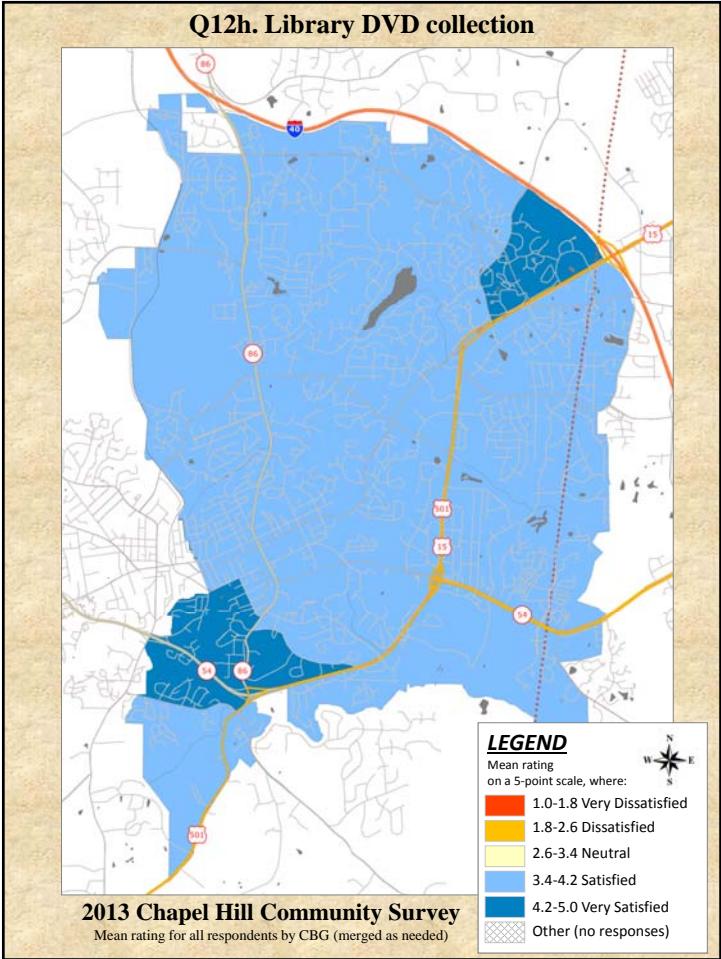 Q12h. Library DVD collection
86
40
15
86
501
15
54
54
86
501
LEGEND
Mean rating
on a 5-point scale, where:
N
W E
S
1.0-1.8 Very Dissatisfied
1.8-2.6 Dissatisfied
2.6-3.4 Neutral
3.4-4.2 Satisfied
4.2-5.0 Very Satisfied
Other (no responses)
2013 Chapel Hill Community Survey
Mean rating for all respondents by CBG (merged as needed)